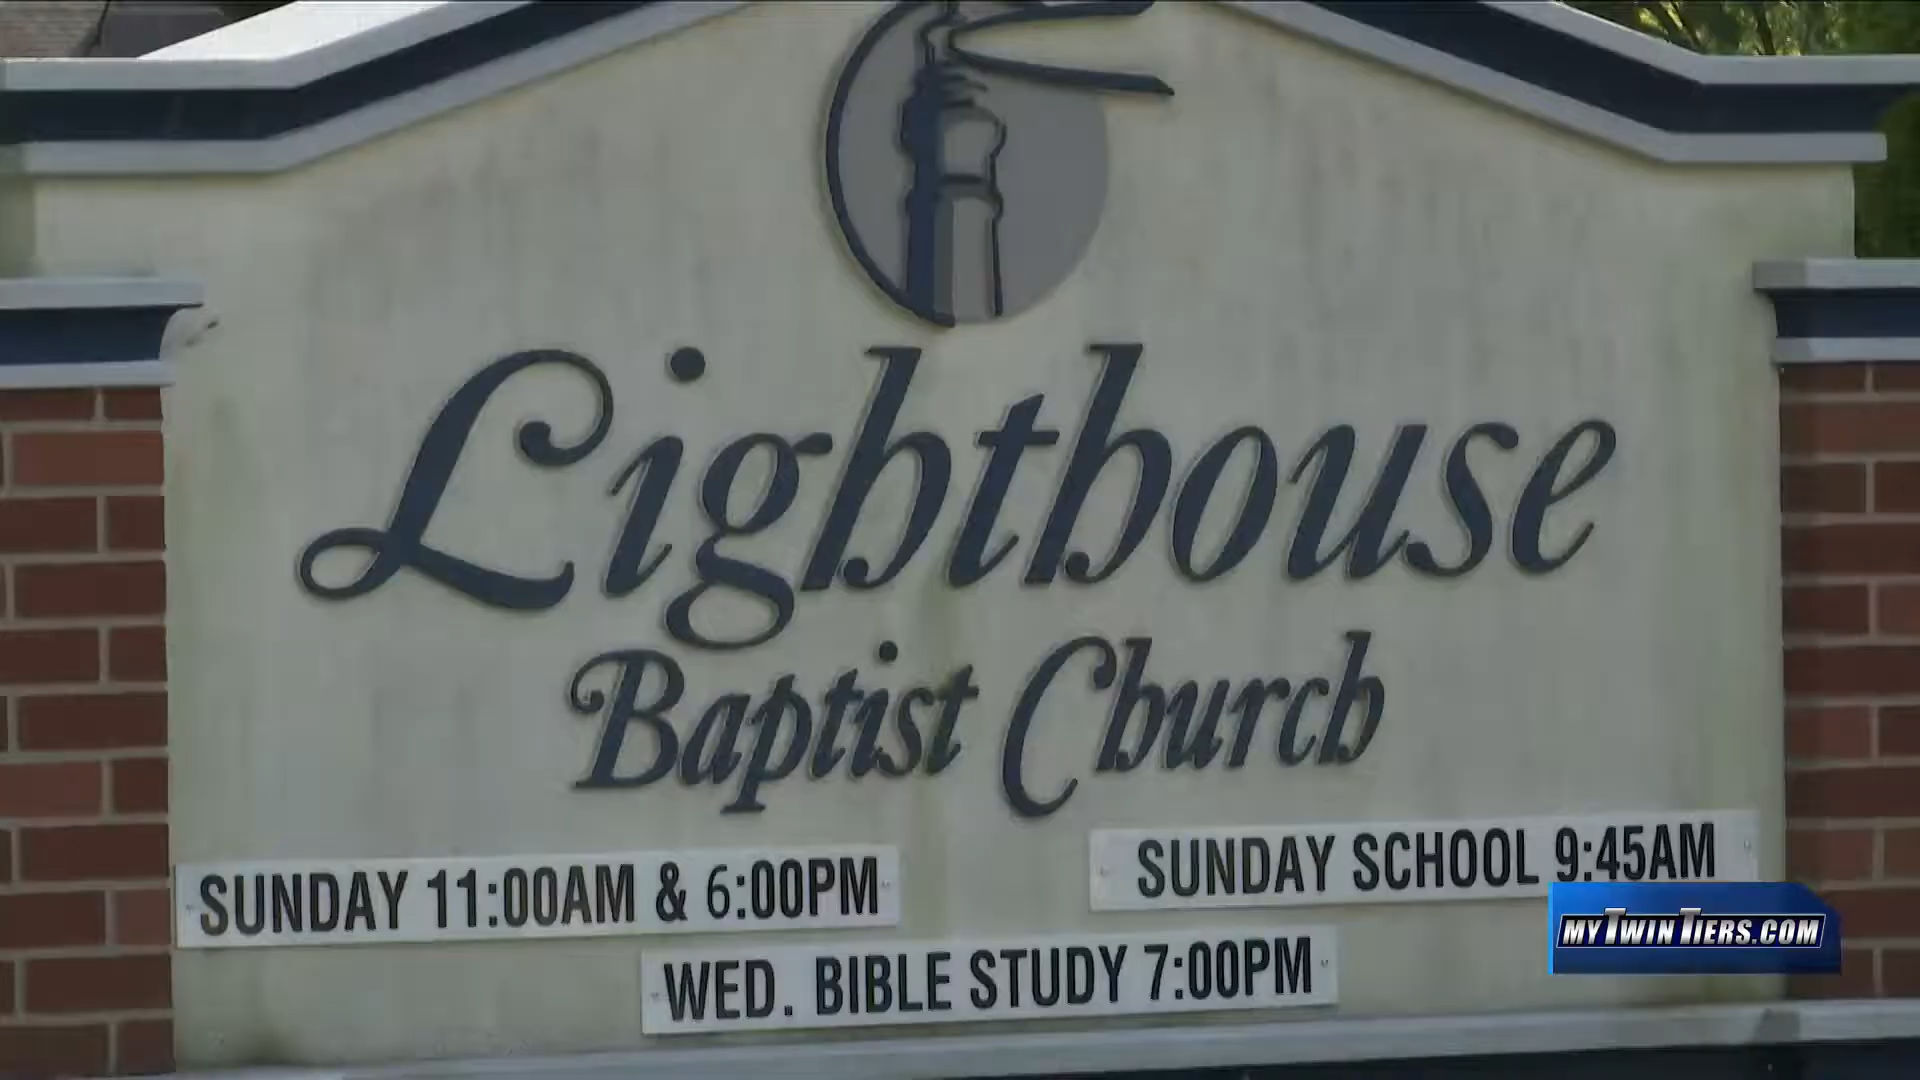 Lighthouse
Baptist Church
SUNDAY 11:00AM & 6:00PM
SUNDAY SCHOOL 9:45AM
WED. BIBLE STUDY 7:00PM
MYTWINTIERS.COM